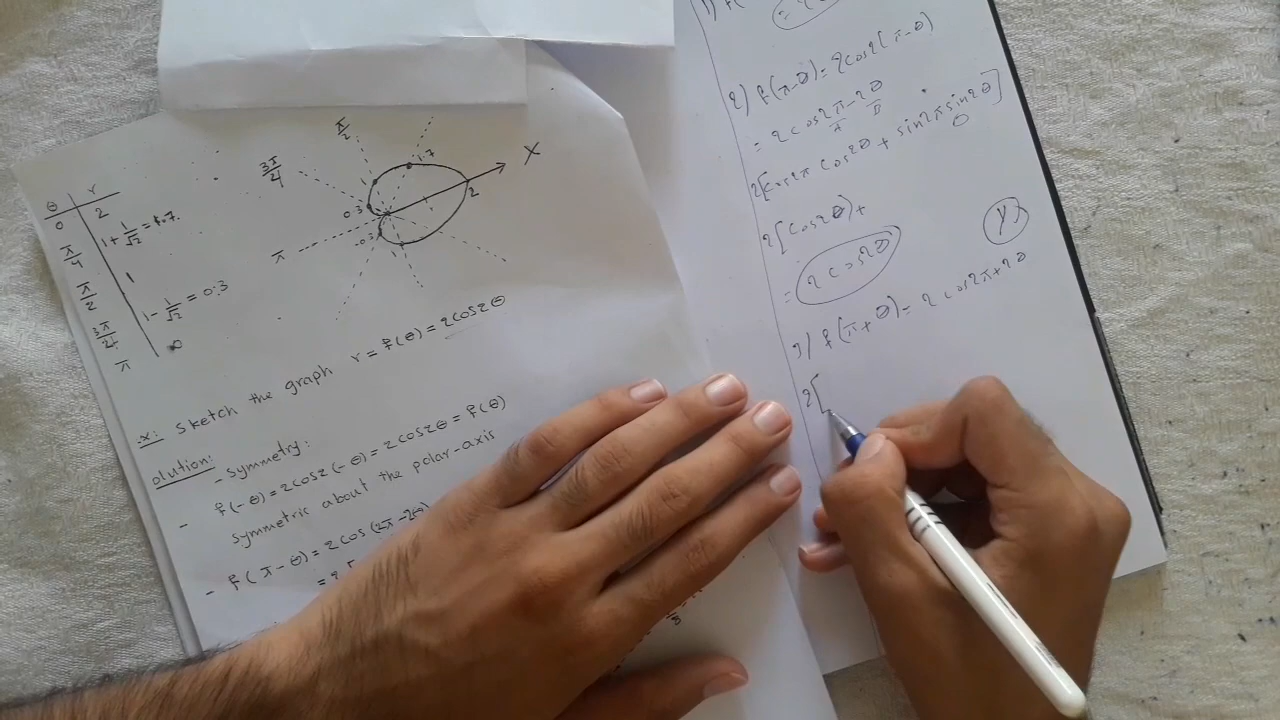 θ r
0 2
π/4 1+1/√2 = 1.7
π/2 1
3π/4 1-1/√2 = 0.3
π 0
π/2
3π/4
1.7
X
2
0.3
0.3
π
x: sketch the graph r = f(θ) = 2cos2θ
olution: - symmetry:
- f(-θ) = 2cos2(-θ) = 2cos2θ = f(θ)
symmetric about the polar-axis
- f(π-θ) = 2cos(2π-2θ)
2) f(π-θ) = 2cos2[π-θ)
= 2cos2π-2θ
A B
2[cos2π cos2θ + sin2π sin2θ]
0
2[cos2θ)+
= 2cos2θ
3) f(π+θ) = 2cos2π+2θ
2[